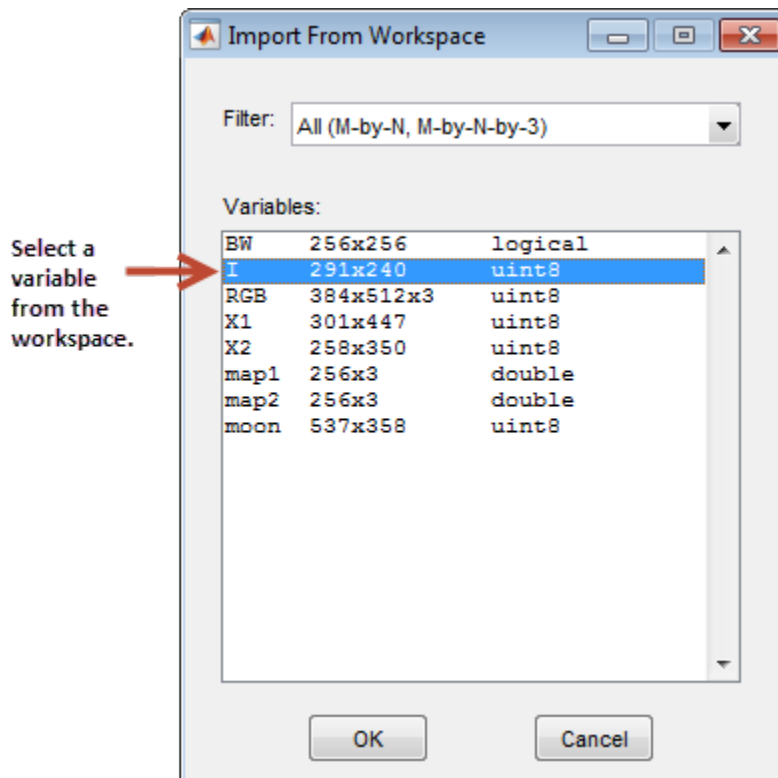 Import From Workspace
Filter: All (M-by-N, M-by-N-by-3)
Variables:
Select a
variable
from the
workspace.
BW 256x256 logical
I 291x240 uint8
RGB 384x512x3 uint8
X1 301x447 uint8
X2 258x350 uint8
map1 256x3 double
map2 256x3 double
moon 537x358 uint8
OK Cancel